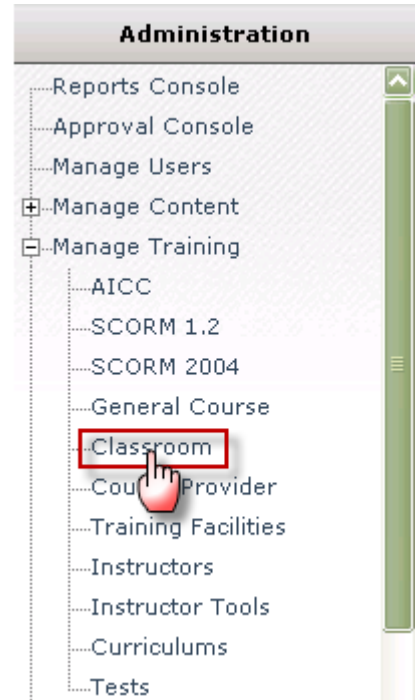 Administration
Reports Console
Approval Console
Manage Users
Manage Content
Manage Training
AICC
SCORM 1.2
SCORM 2004
General Course
Classroom
Provider
Training Facilities
Instructors
Instructor Tools
Curriculums
Tests